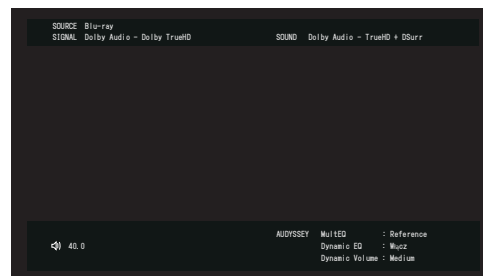 SOURCE Blu-ray
SIGNAL Dolby Audio - Dolby TrueHD SOUND Dolby Audio - TrueHD + DSurr
AUDYSSEY MultEQ : Reference
40.0 Dynamic EQ : Włącz
Dynamic Volume : Medium